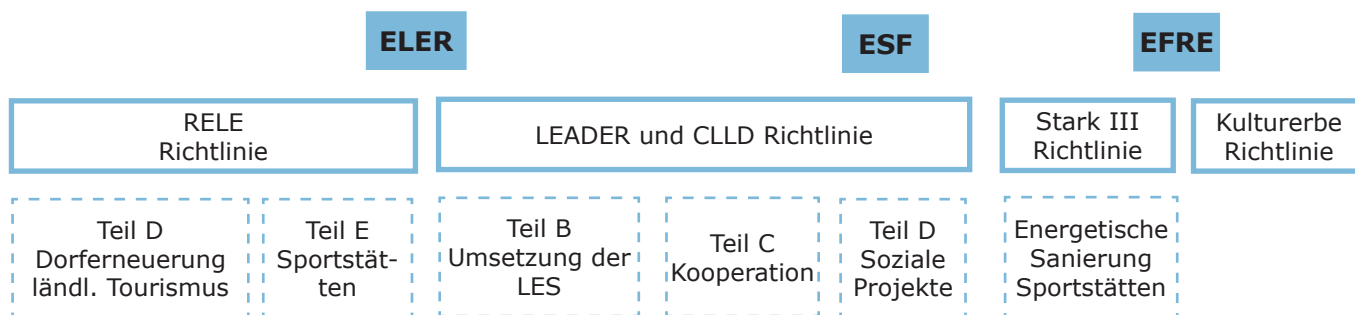 ELER
ESF
EFRE
RELE
Richtlinie
LEADER und CLLD Richtlinie
Stark III
Richtlinie
Kulturerbe
Richtlinie
Teil D
Dorferneuerung
ländl. Tourismus
Teil E
Sportstät-
ten
Teil B
Umsetzung der
LES
Teil C
Kooperation
Teil D
Soziale
Projekte
Energetische
Sanierung
Sportstätten